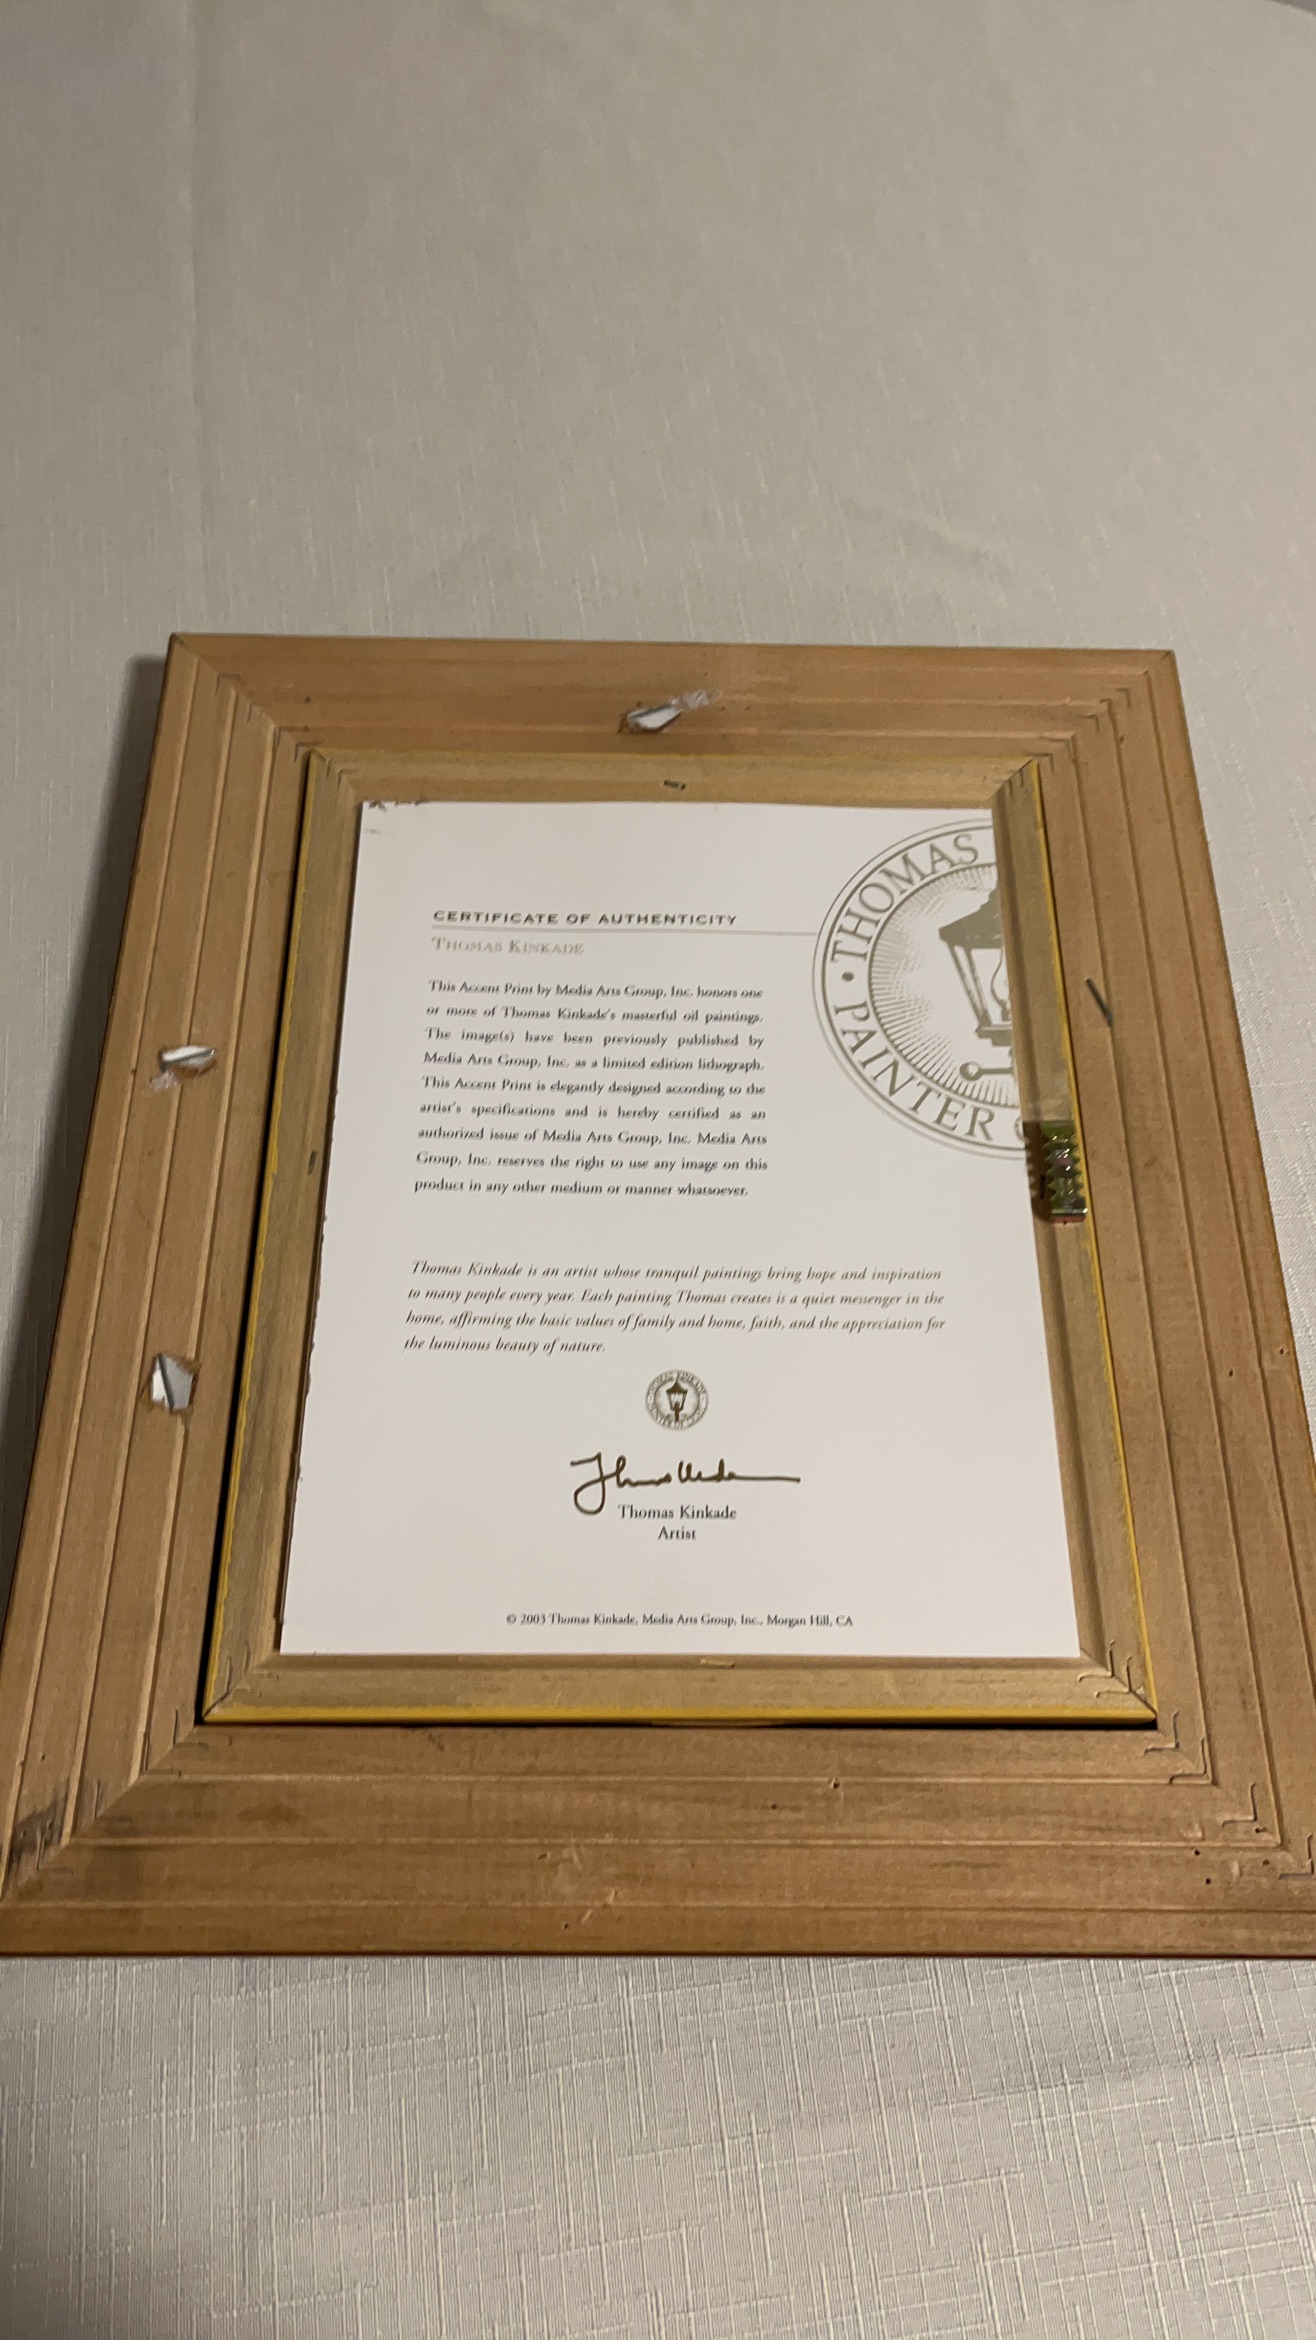 CERTIFICATE OF AUTHENTICITY
THOMAS KINKADE
This Accent Print by Media Arts Group, Inc. honors one
or more of Thomas Kinkade's masterful oil paintings.
The image(s) have been previously published by
Media Arts Group, Inc. as a limited edition lithograph.
This Accent Print is elegantly designed according to the
artist's specifications and is hereby certified as an
authorized issue of Media Arts Group, Inc. Media Arts
Group, Inc. reserves the right to use any image on this
product in any other medium or manner whatsoever.
• THOMAS
PAINTER
Thomas Kinkade is an artist whose tranquil paintings bring hope and inspiration
to many people every year. Each painting Thomas creates is a quiet messenger in the
home, affirming the basic values of family and home, faith, and the appreciation for
the luminous beauty of nature.
THOMAS KINKADE
PAINTER OF LIGHT
Thomas Kinkade
Artist
© 2003 Thomas Kinkade, Media Arts Group, Inc., Morgan Hill, CA